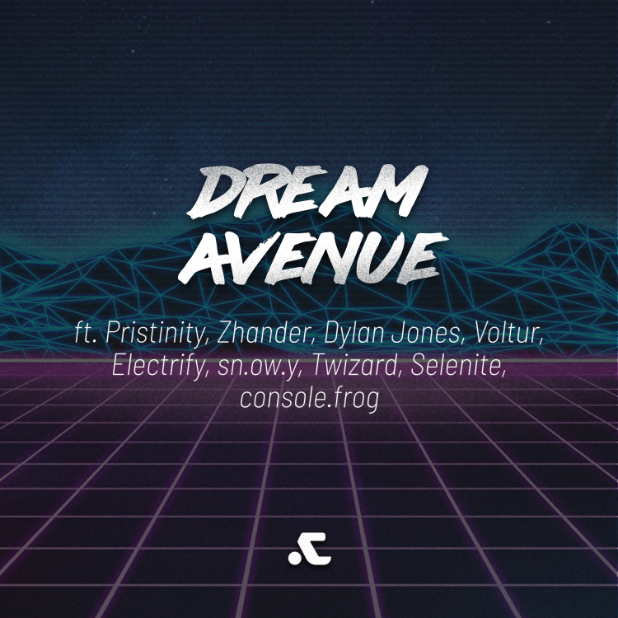 DREAM
AVENUE
ft. Pristinity, Zhander, Dylan Jones, Voltur,
Electrify, sn.ow.y, Twizard, Selenite,
console.frog